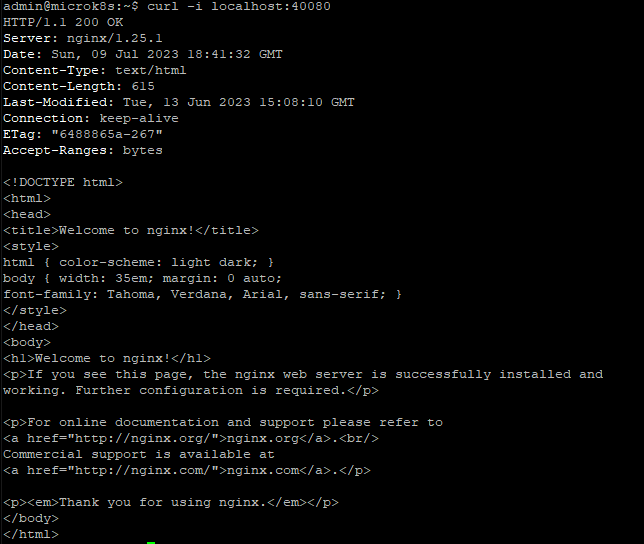 admin@microk8s:~$ curl -i localhost:40080
HTTP/1.1 200 OK
Server: nginx/1.25.1
Date: Sun, 09 Jul 2023 18:41:32 GMT
Content-Type: text/html
Content-Length: 615
Last-Modified: Tue, 13 Jun 2023 15:08:10 GMT
Connection: keep-alive
ETag: "6488865a-267"
Accept-Ranges: bytes

<!DOCTYPE html>
<html>
<head>
<title>Welcome to nginx!</title>
<style>
html { color-scheme: light dark; }
body { width: 35em; margin: 0 auto;
font-family: Tahoma, Verdana, Arial, sans-serif; }
</style>
</head>
<body>
<h1>Welcome to nginx!</h1>
<p>If you see this page, the nginx web server is successfully installed and
working. Further configuration is required.</p>

<p>For online documentation and support please refer to
<a href="http://nginx.org/">nginx.org</a>.<br/>
Commercial support is available at
<a href="http://nginx.com/">nginx.com</a>.</p>

<p><em>Thank you for using nginx.</em></p>
</body>
</html>